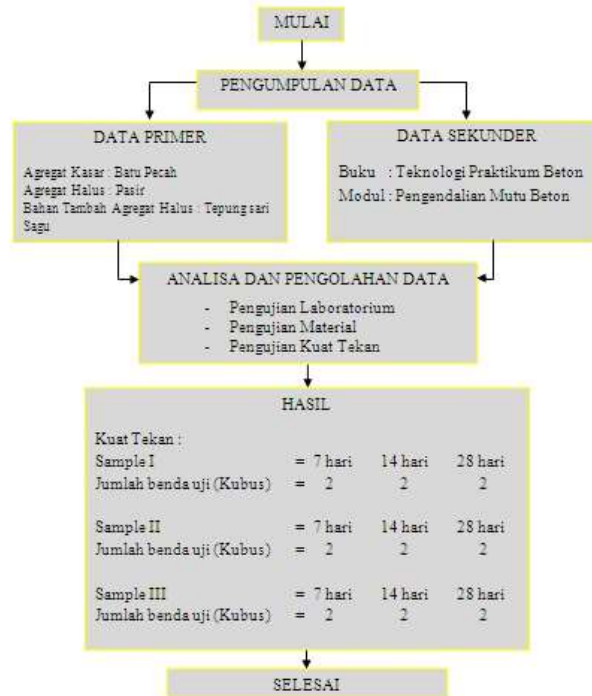 MULAI
PENGUMPULAN DATA
DATA PRIMER
Agregat Kasar : Batu Pecah
Agregat Halus : Pasir
Bahan Tambah Agregat Halus : Tepung sari
Sagu
DATA SEKUNDER
Buku : Teknologi Praktikum Beton
Modul : Pengendalian Mutu Beton
ANALISA DAN PENGOLAHAN DATA
- Pengujian Laboratorium
- Pengujian Material
- Pengujian Kuat Tekan
HASIL
Kuat Tekan :
Sample I = 7 hari 14 hari 28 hari
Jumlah benda uji (Kubus) = 2 2 2
Sample II = 7 hari 14 hari 28 hari
Jumlah benda uji (Kubus) = 2 2 2
Sample III = 7 hari 14 hari 28 hari
Jumlah benda uji (Kubus) = 2 2 2
SELESAI